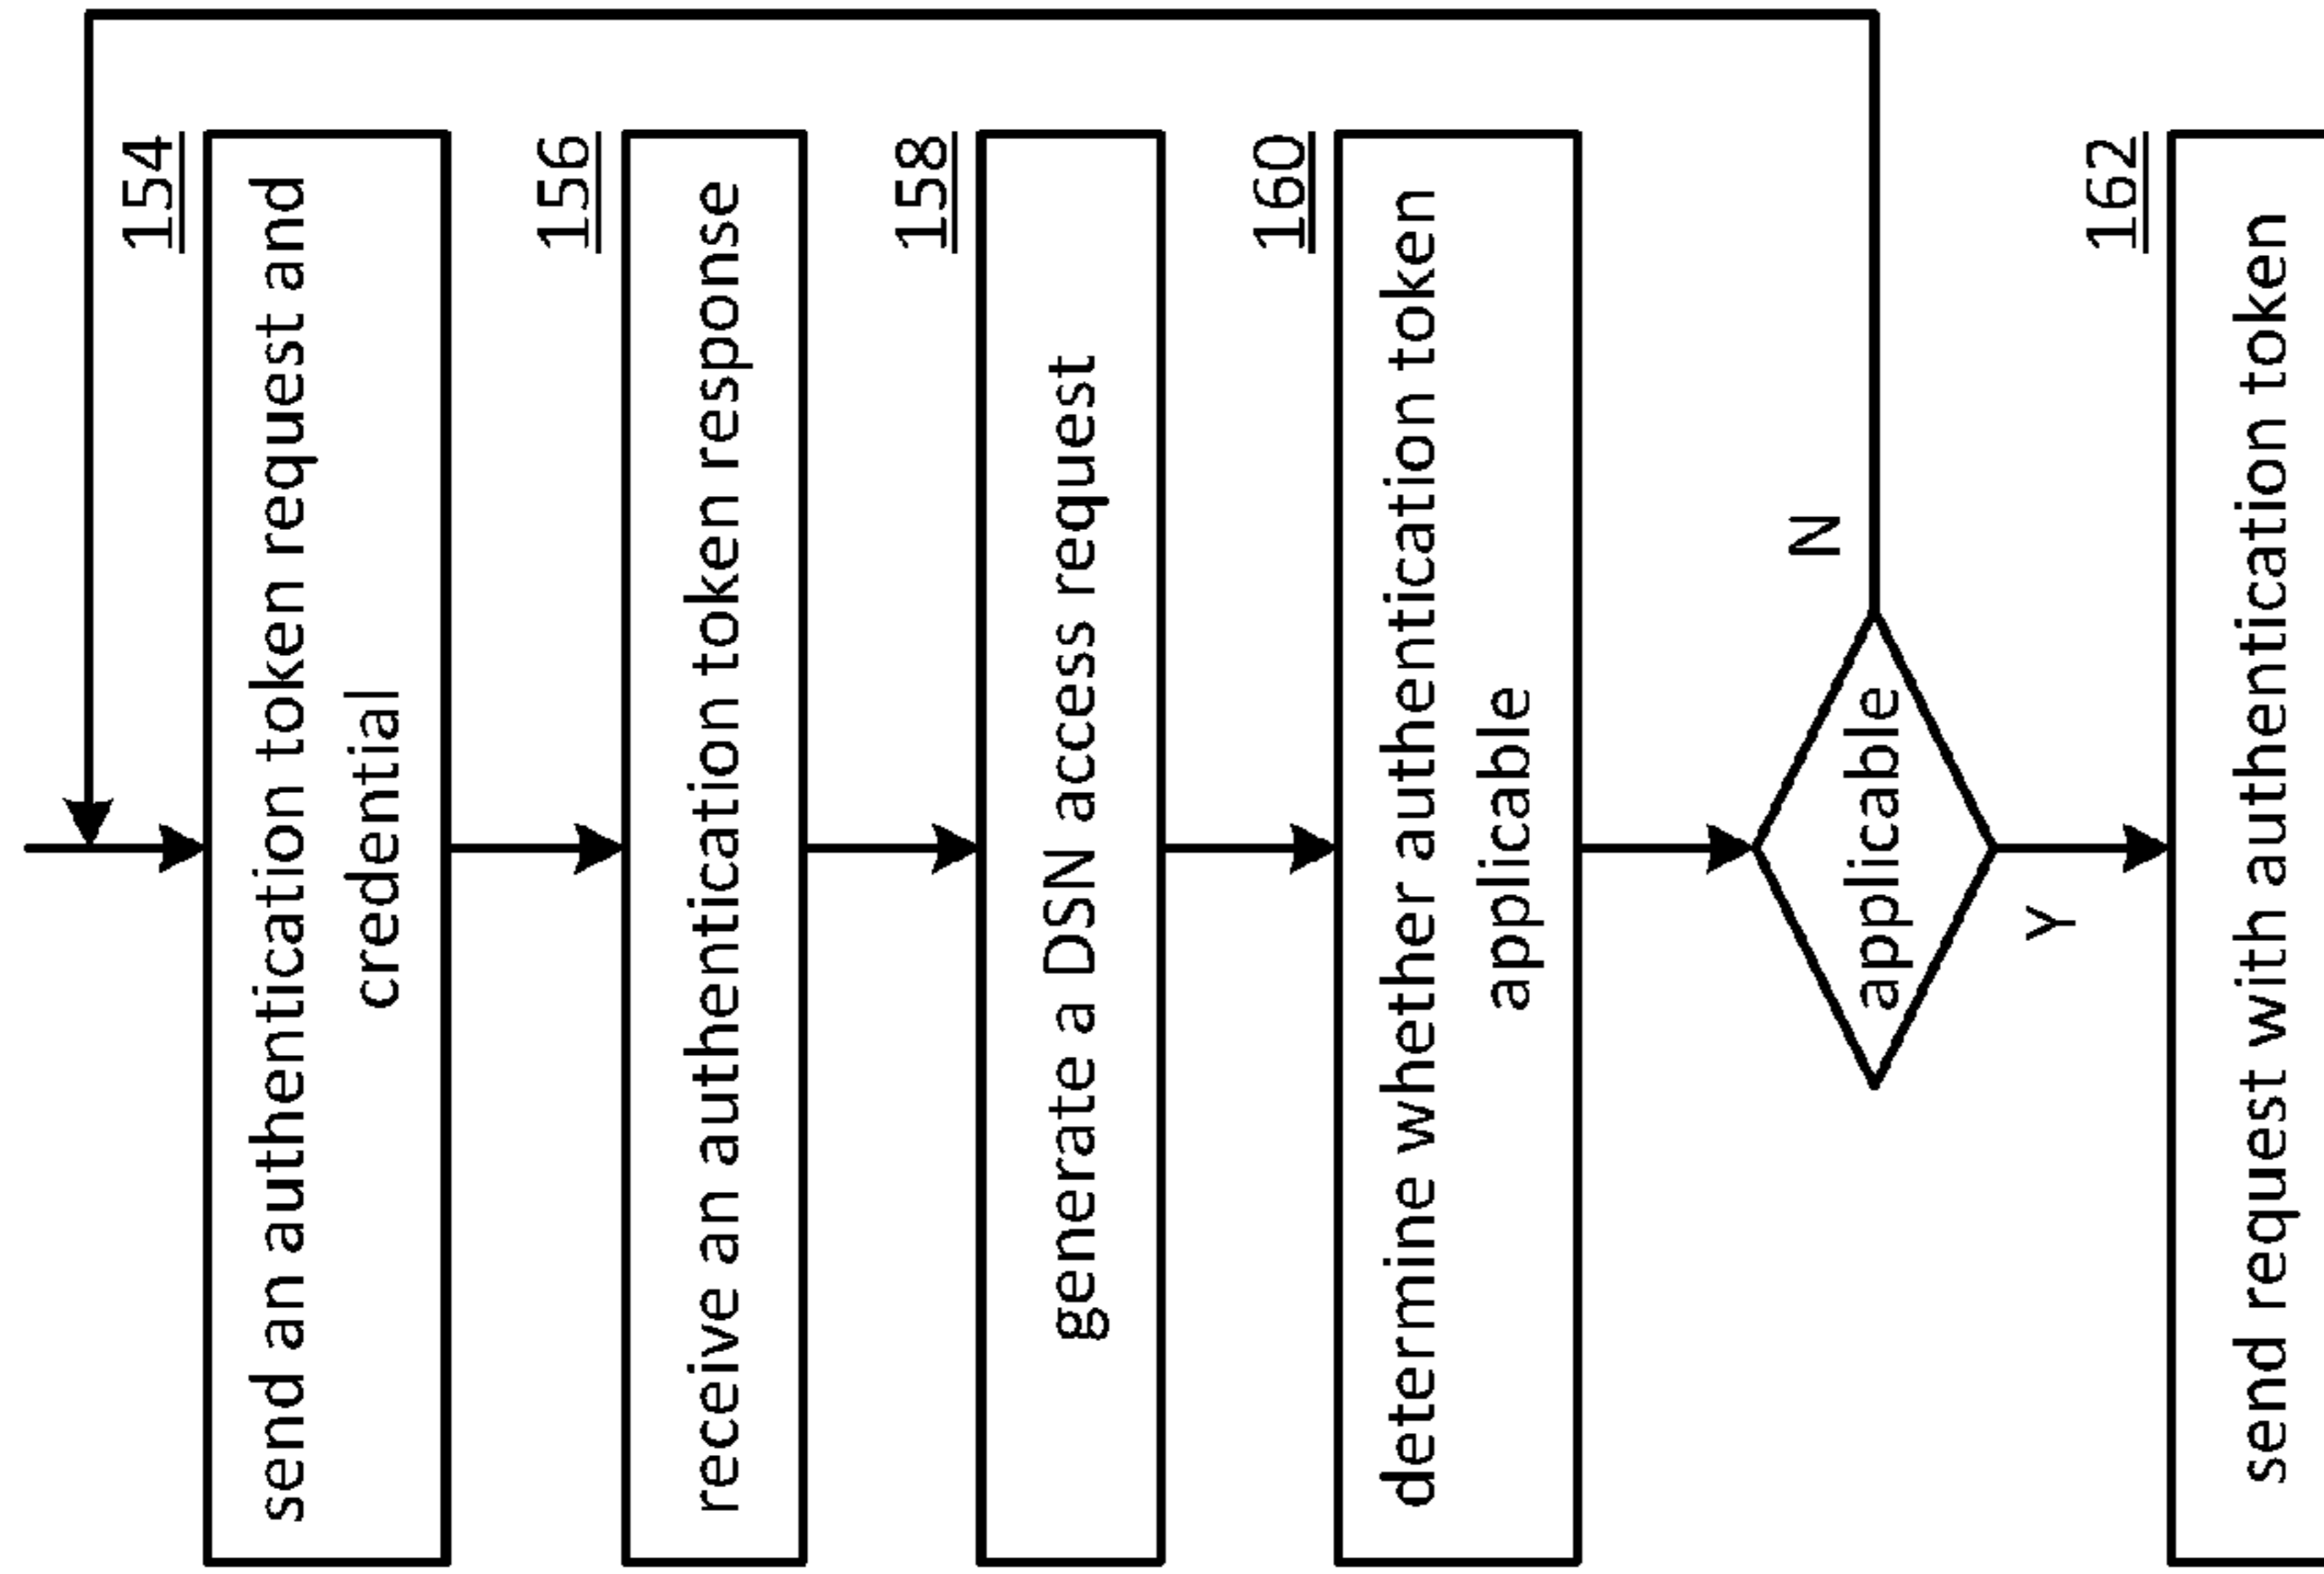 154
send an authentication token request and
credential
156
receive an authentication token response
158
generate a DSN access request
160
determine whether authentication token
applicable
applicable
N
Y
162
send request with authentication token